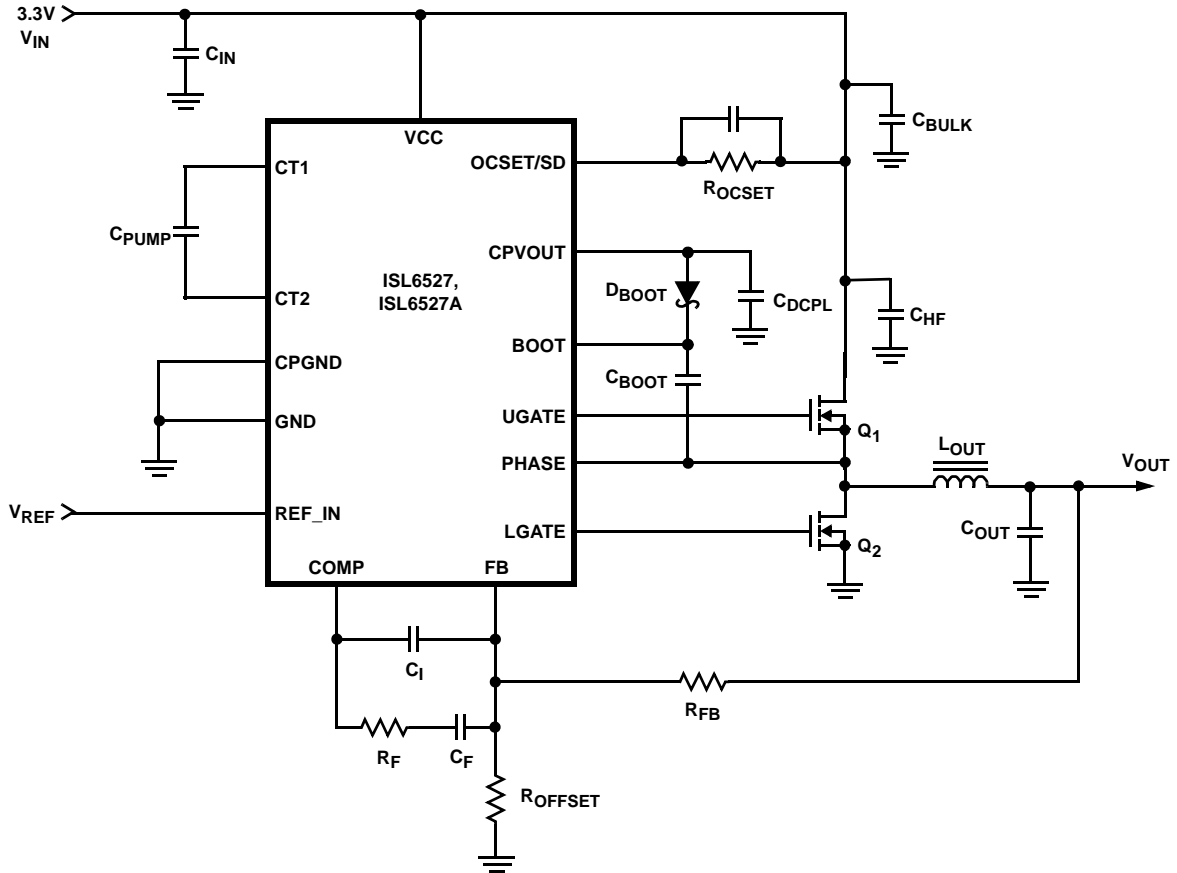 3.3V
VIN
CIN
VCC
CBULK
CT1
OCSET/SD
ROCSET
CPUMP
CPVOUT
ISL6527,
ISL6527A
DBOOT
CDCPL
CT2
CHF
BOOT
CBOOT
CPGND
UGATE
GND
Q1
LOUT
PHASE
VOUT
VREF
REF_IN
LGATE
COUT
Q2
COMP
FB
CI
RFB
RF
CF
ROFFSET